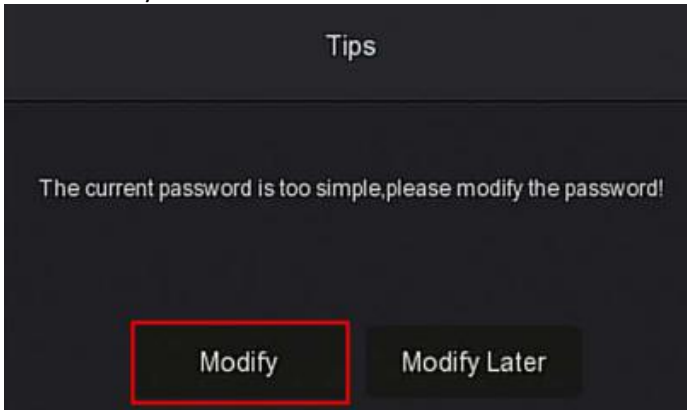 Tips
The current password is too simple,please modify the password!
Modify
Modify Later